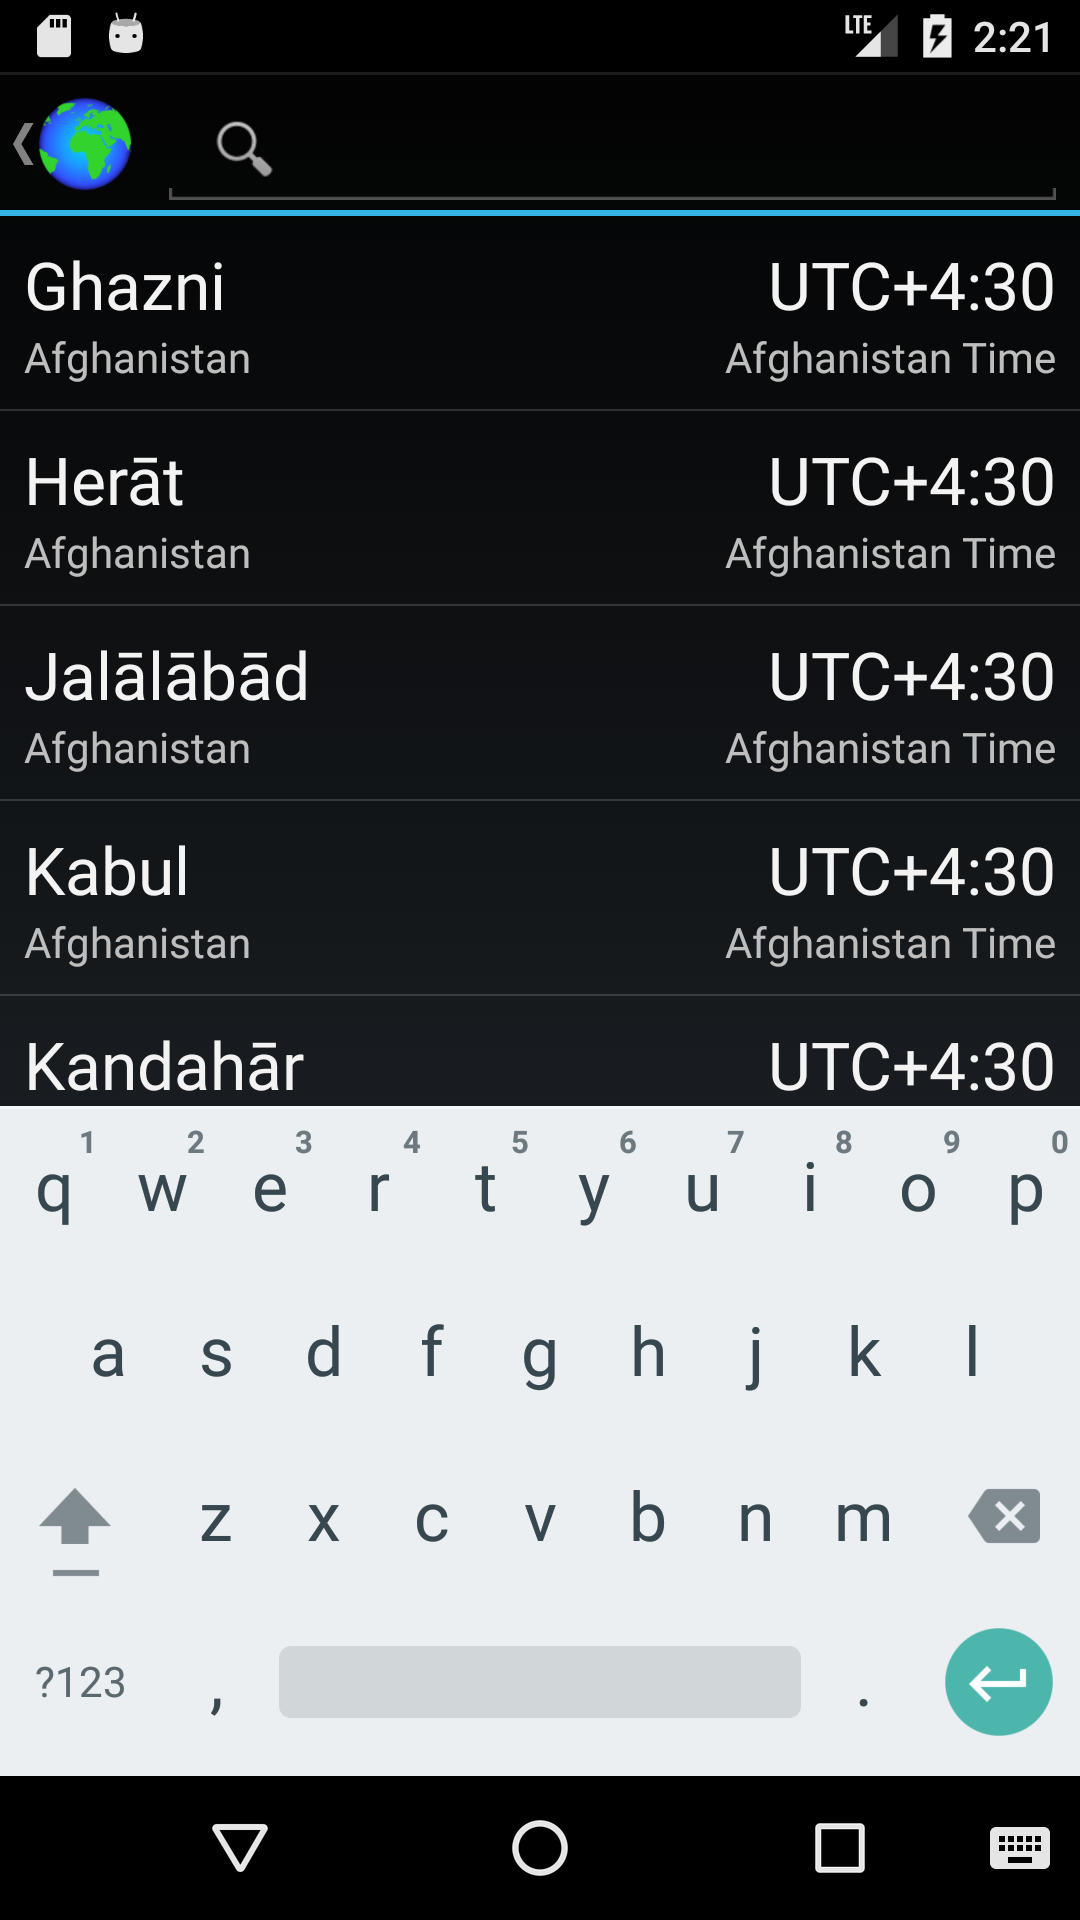 LTE 2:21
Ghazni UTC+4:30
Afghanistan Afghanistan Time
Herāt UTC+4:30
Afghanistan Afghanistan Time
Jalālābād UTC+4:30
Afghanistan Afghanistan Time
Kabul UTC+4:30
Afghanistan Afghanistan Time
Kandahār UTC+4:30
1 2 3 4 5 6 7 8 9 0
q w e r t y u i o p
a s d f g h j k l
z x c v b n m
?123 , .